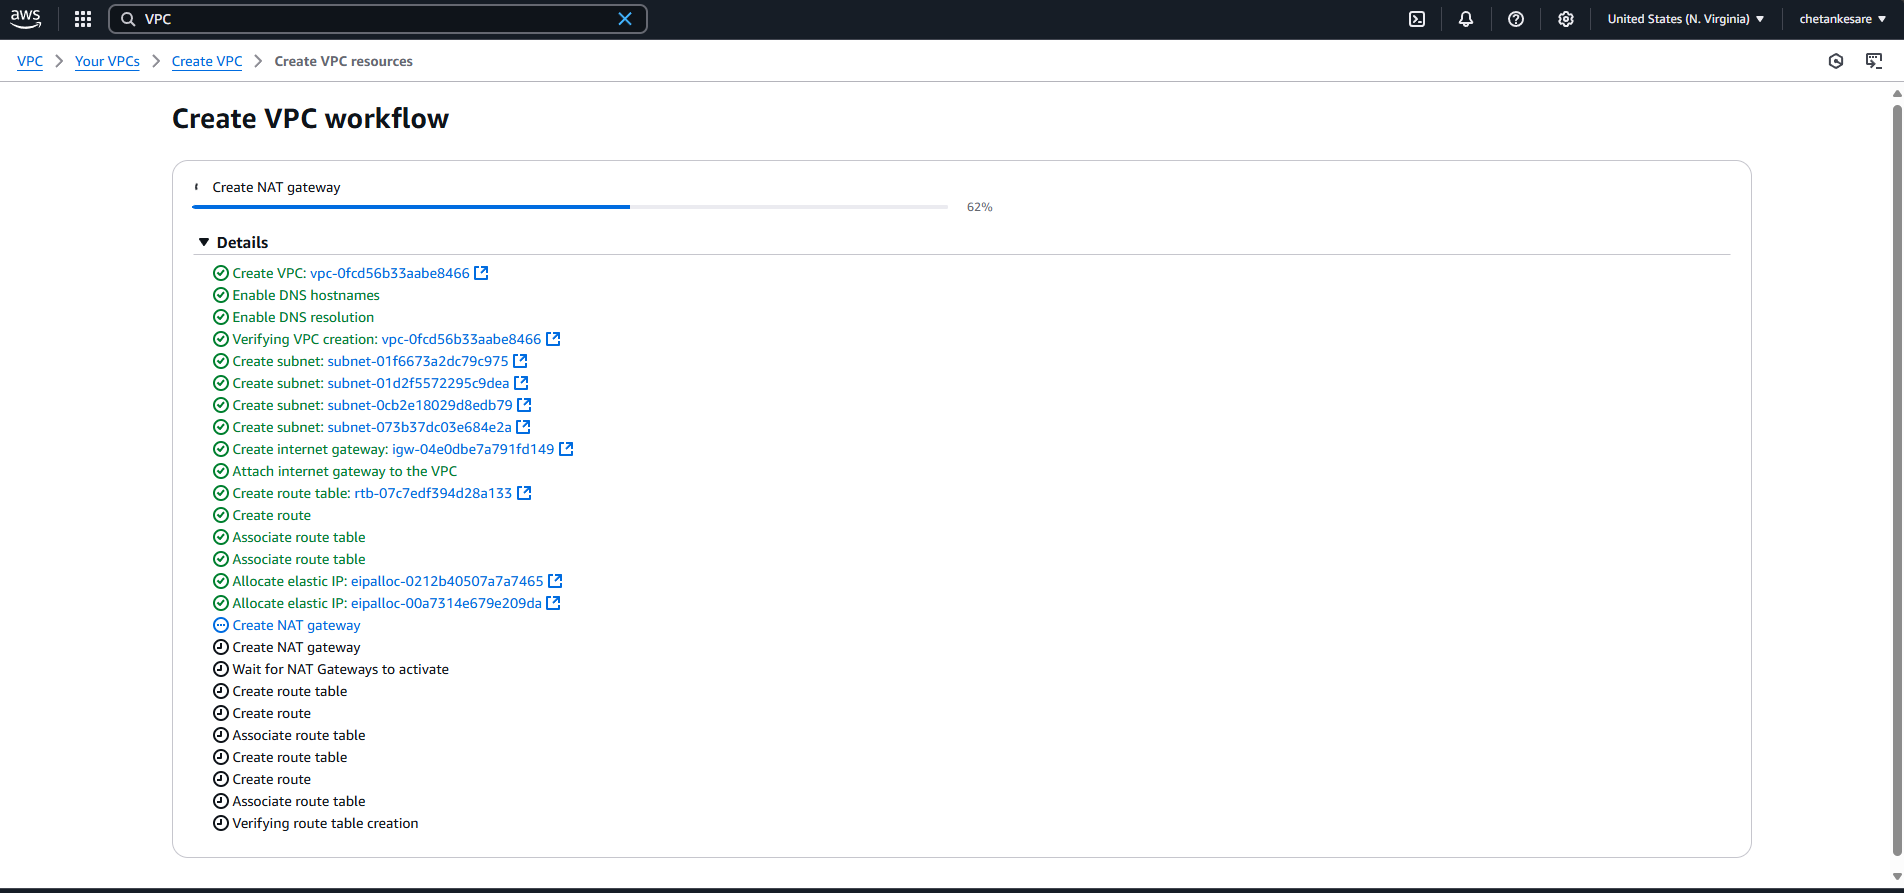 aws
VPC
United States (N. Virginia)
chetankesare
VPC
Your VPCs
Create VPC
Create VPC resources
Create VPC workflow
Create NAT gateway
62%
Details
Create VPC: vpc-0fcd56b33aabe8466
Enable DNS hostnames
Enable DNS resolution
Verifying VPC creation: vpc-0fcd56b33aabe8466
Create subnet: subnet-01f6673a2dc79c975
Create subnet: subnet-01d2f5572295c9dea
Create subnet: subnet-0cb2e18029d8edb79
Create subnet: subnet-073b37dc03e684e2a
Create internet gateway: igw-04e0dbe7a791fd149
Attach internet gateway to the VPC
Create route table: rtb-07c7edf394d28a133
Create route
Associate route table
Associate route table
Allocate elastic IP: eipalloc-0212b40507a7a7465
Allocate elastic IP: eipalloc-00a7314e679e209da
Create NAT gateway
Create NAT gateway
Wait for NAT Gateways to activate
Create route table
Create route
Associate route table
Create route table
Create route
Associate route table
Verifying route table creation